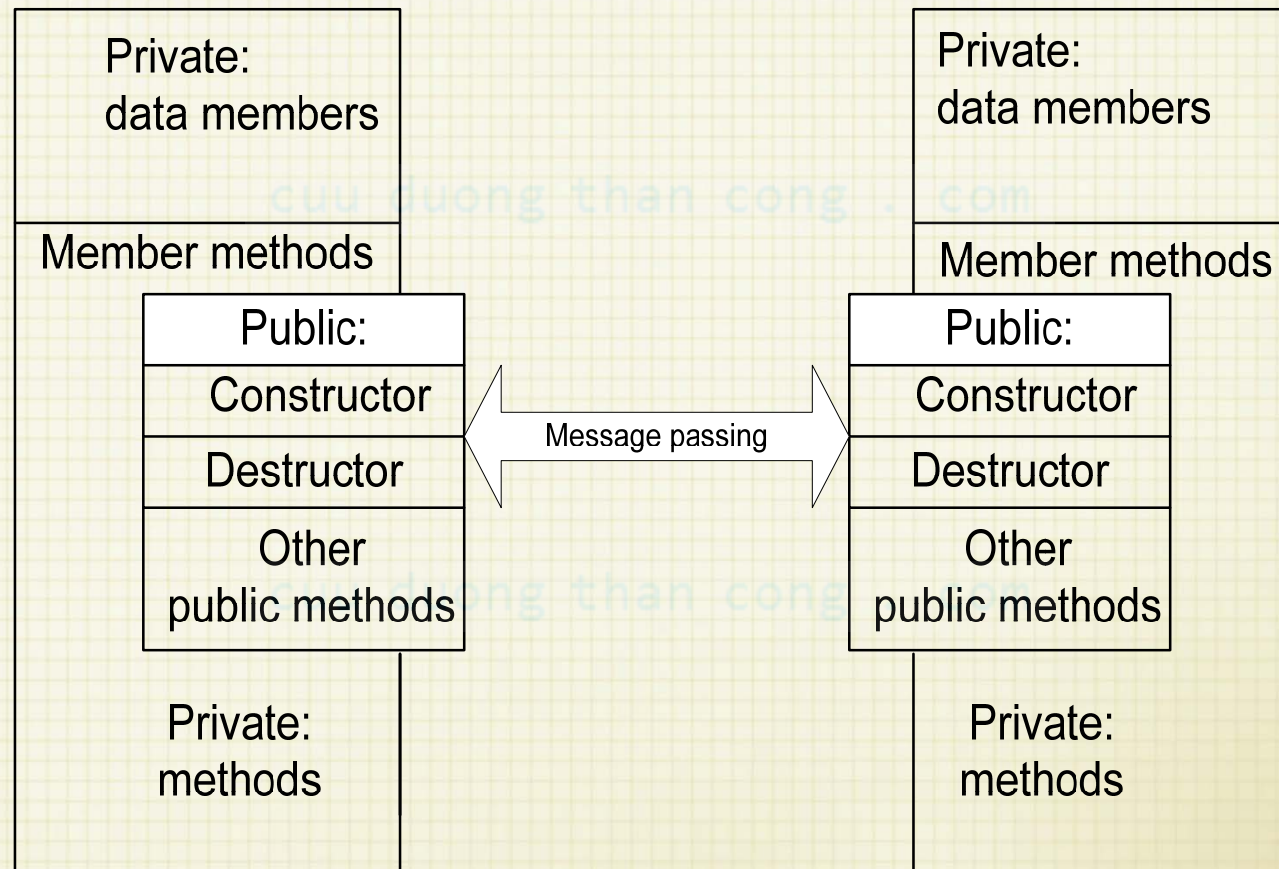 Private:
data members
Private:
data members
cuu duong than cong . com
Member methods
Member methods
Public:
Public:
Constructor
Constructor
Message passing
Destructor
Destructor
Other
public methods
Other
public methods
cuu duong than cong . com
Private:
methods
Private:
methods